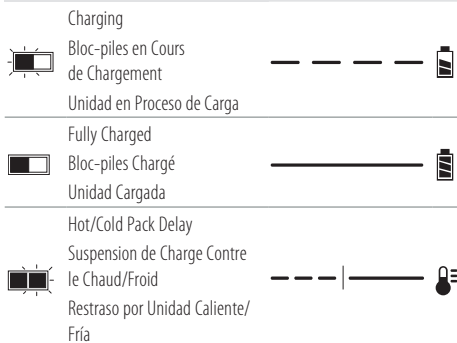 Charging
Bloc-piles en Cours
de Chargement
Unidad en Proceso de Carga
Fully Charged
Bloc-piles Chargé
Unidad Cargada
Hot/Cold Pack Delay
Suspension de Charge Contre
le Chaud/Froid
Restraso por Unidad Caliente/
Fría